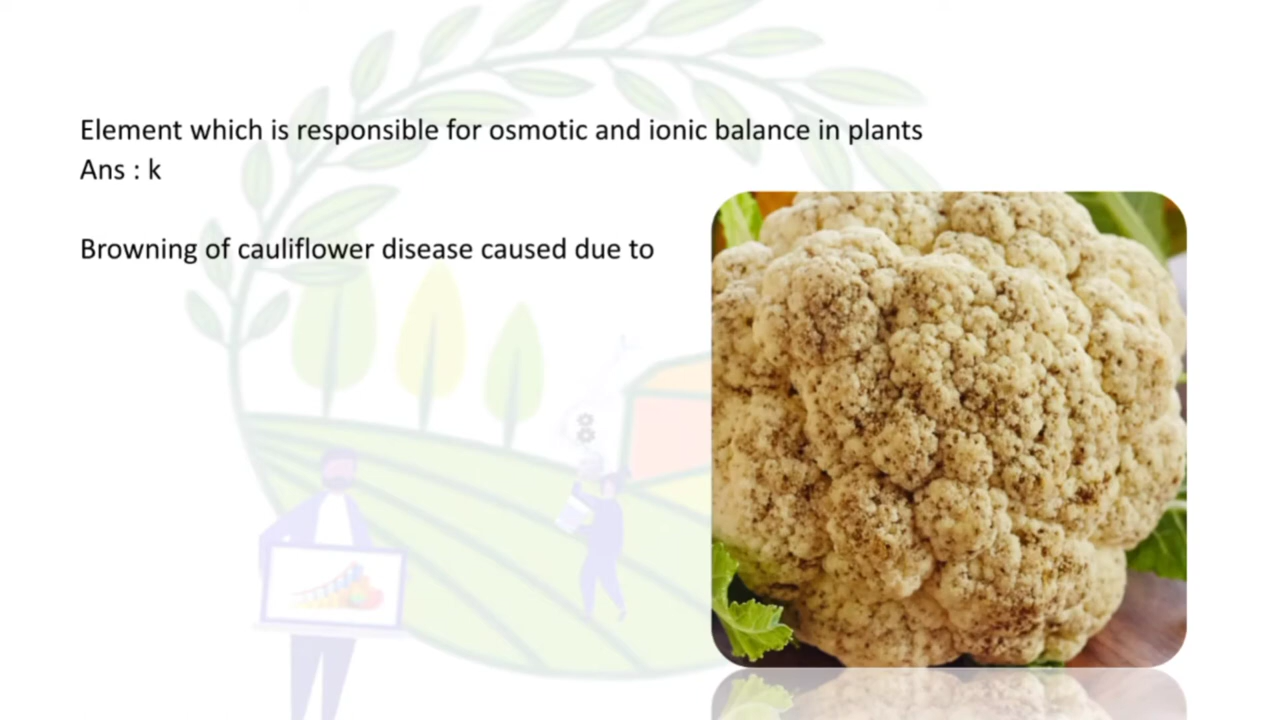 Element which is responsible for osmotic and ionic balance in plants
Ans : k
Browning of cauliflower disease caused due to